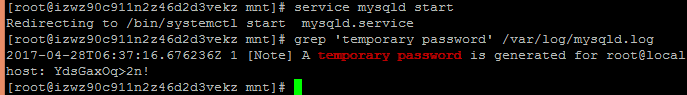 [root@izwz90c911n2z46d2d3vekz mnt]# service mysqld start
Redirecting to /bin/systemctl start  mysqld.service
[root@izwz90c911n2z46d2d3vekz mnt]# grep 'temporary password' /var/log/mysqld.log
2017-04-28T06:37:16.676236Z 1 [Note] A temporary password is generated for root@local
host: YdsGaxOq>2n!
[root@izwz90c911n2z46d2d3vekz mnt]#